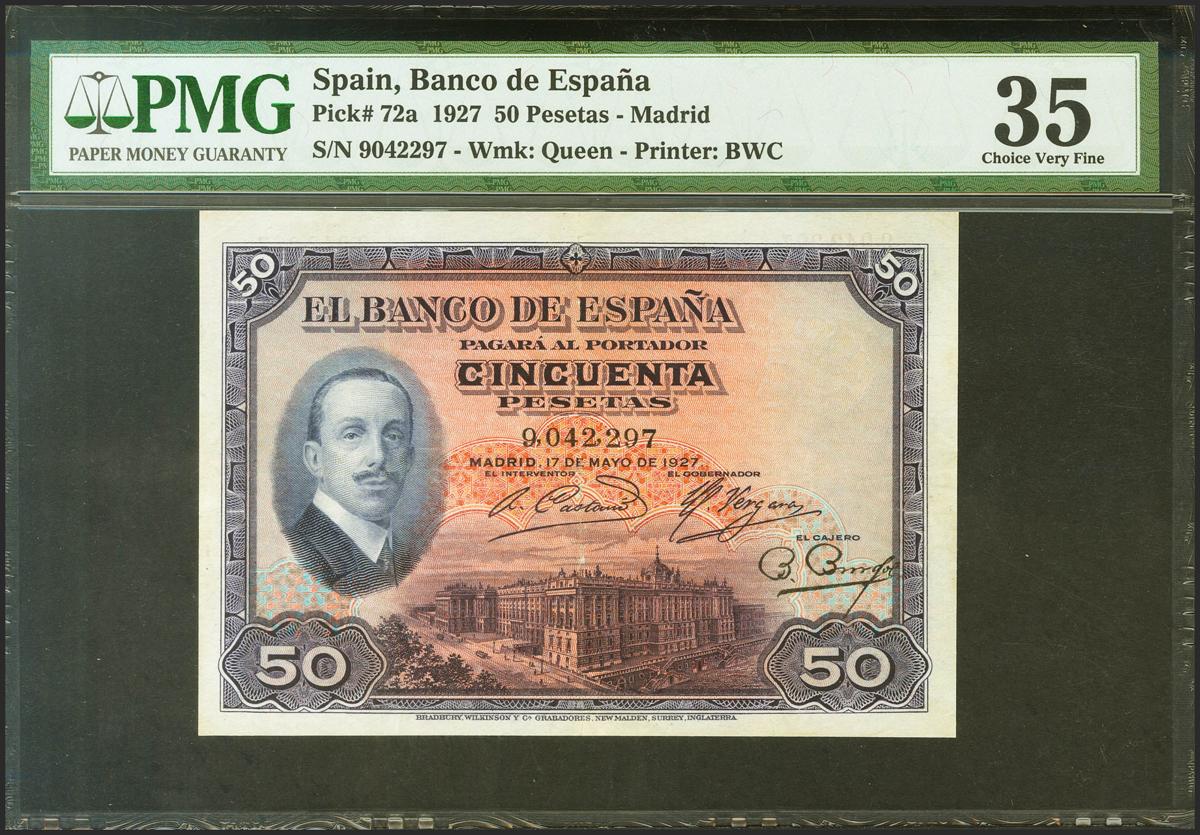 PMG
PAPER MONEY GUARANTY
Spain, Banco de España
Pick# 72a 1927 50 Pesetas - Madrid
S/N 9042297 - Wmk: Queen - Printer: BWC
35
Choice Very Fine
50 50
EL BANCO DE ESPAÑA
PAGARÁ AL PORTADOR
CINCUENTA
PESETAS
9,042,297
MADRID, 17 DE MAYO DE 1927.
EL INTERVENTOR EL GOBERNADOR
EL CAJERO
50 50
BRADBURY, WILKINSON Y Cª GRABADORES, NEW MALDEN, SURREY, INGLATERRA.